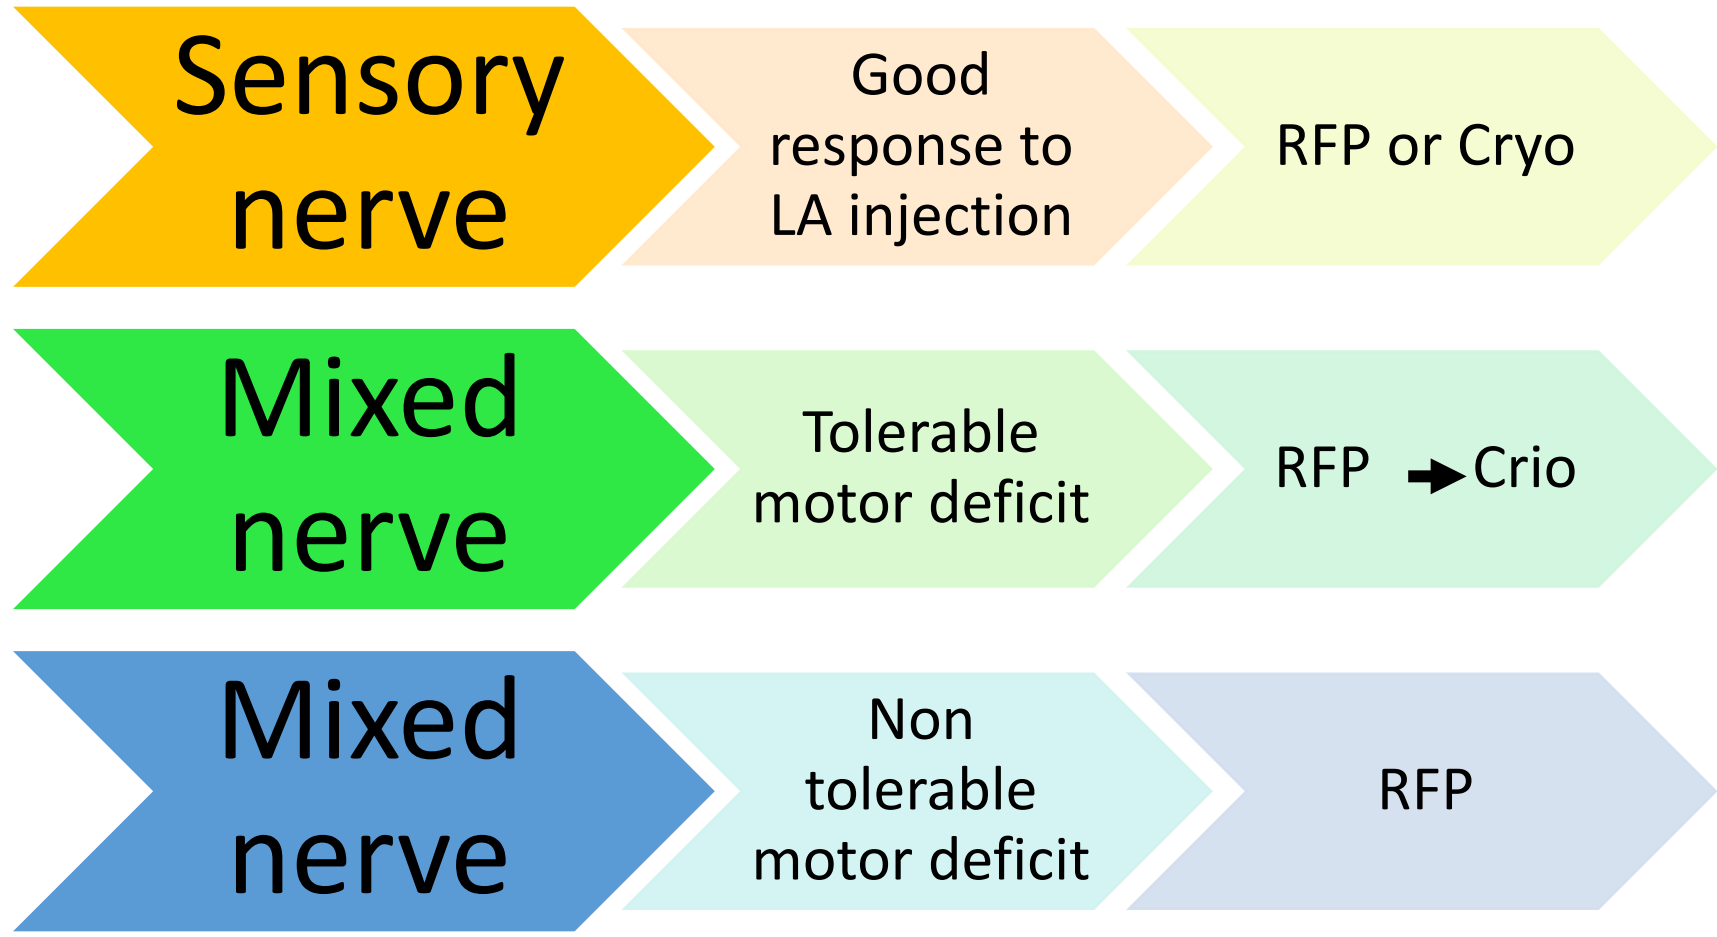 Sensory
nerve
Good
response to
LA injection
RFP or Cryo
Mixed
nerve
Tolerable
motor deficit
RFP Crio
Mixed
nerve
Non
tolerable
motor deficit
RFP